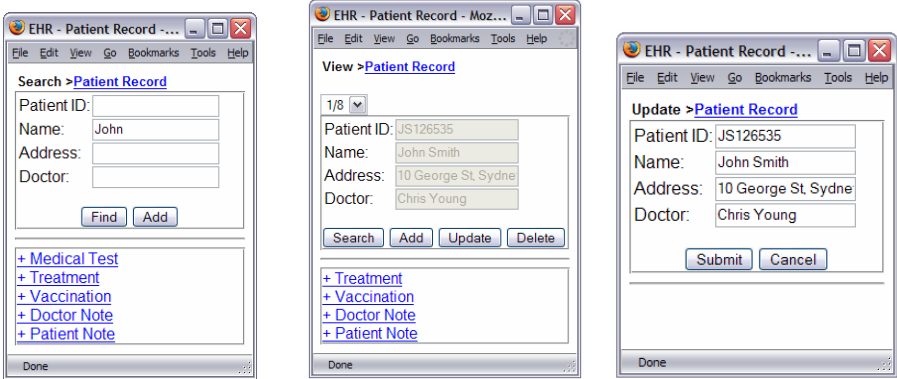 EHR - Patient Record -...
File Edit View Go Bookmarks Tools Help
Search >Patient Record
Patient ID:
Name: John
Address:
Doctor:
Find Add
+ Medical Test
+ Treatment
+ Vaccination
+ Doctor Note
+ Patient Note
Done
EHR - Patient Record - Moz...
File Edit View Go Bookmarks Tools Help
View >Patient Record
1/8
Patient ID: JS126535
Name: John Smith
Address: 10 George St, Sydne
Doctor: Chris Young
Search Add Update Delete
+ Treatment
+ Vaccination
+ Doctor Note
+ Patient Note
Done
EHR - Patient Record -...
File Edit View Go Bookmarks Tools Help
Update >Patient Record
Patient ID: JS126535
Name: John Smith
Address: 10 George St, Sydne
Doctor: Chris Young
Submit Cancel
Done